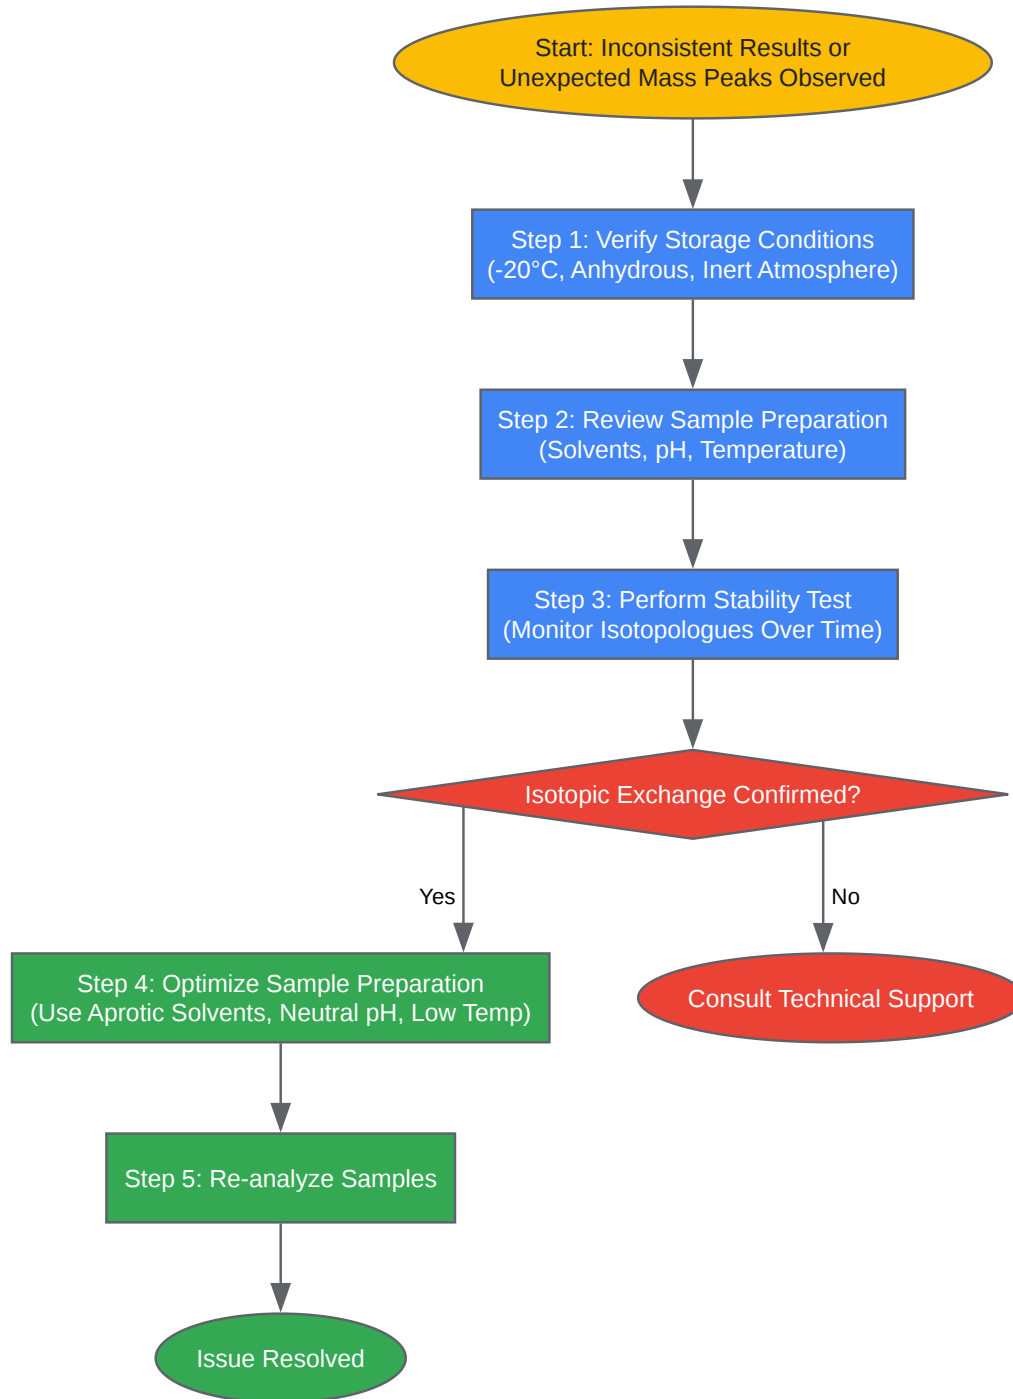 Start: Inconsistent Results or
Unexpected Mass Peaks Observed
Step 1: Verify Storage Conditions
(-20°C, Anhydrous, Inert Atmosphere)
Step 2: Review Sample Preparation
(Solvents, pH, Temperature)
Step 3: Perform Stability Test
(Monitor Isotopologues Over Time)
Isotopic Exchange Confirmed?
Yes
No
Step 4: Optimize Sample Preparation
(Use Aprotic Solvents, Neutral pH, Low Temp)
Consult Technical Support
Step 5: Re-analyze Samples
Issue Resolved